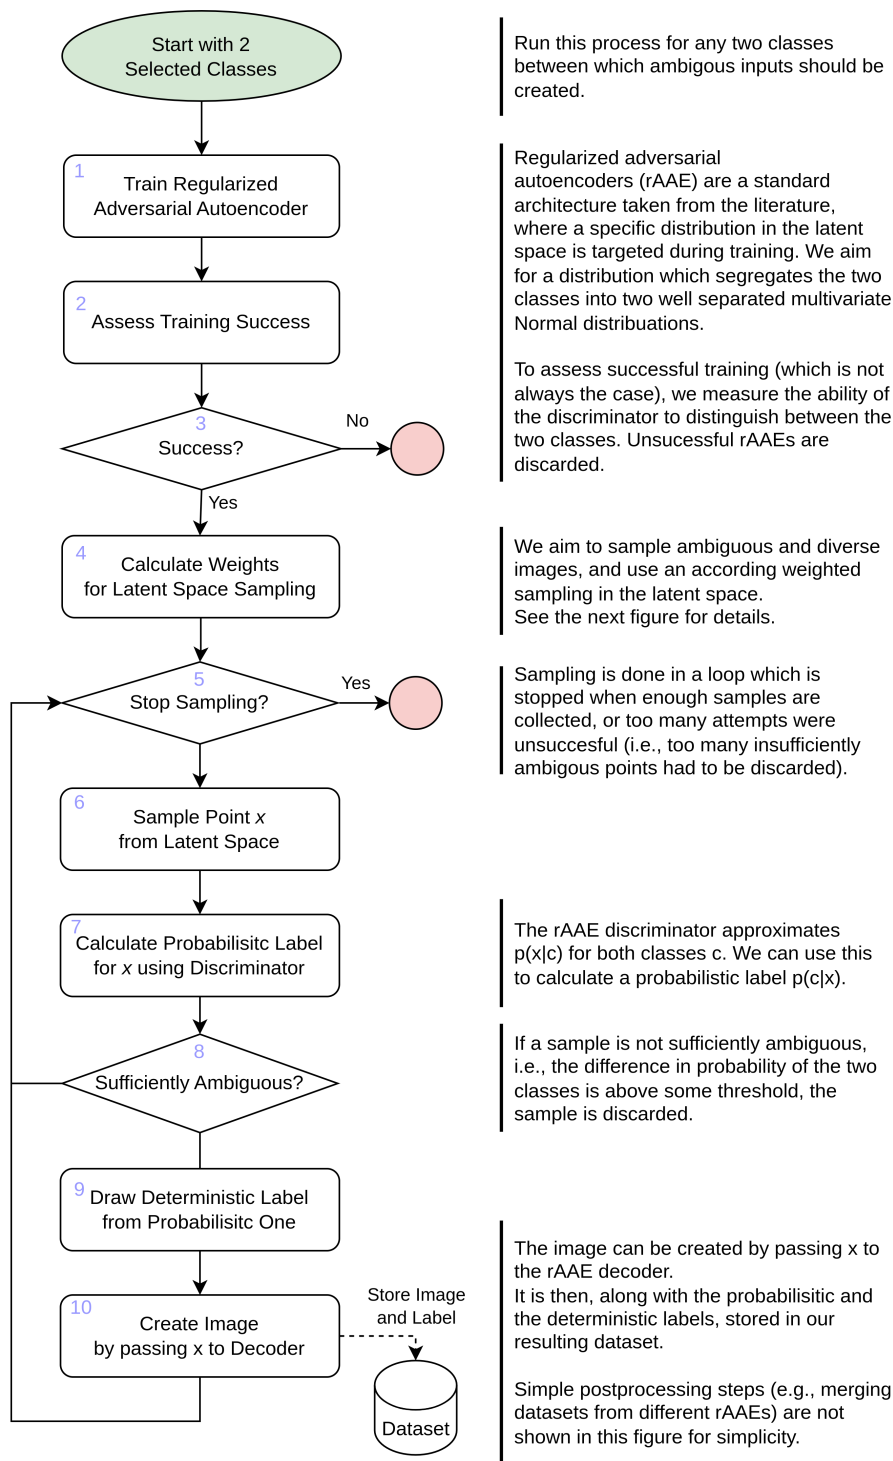 Start with 2
Selected Classes
Run this process for any two classes
between which ambigous inputs should be
created.
1
Train Regularized
Adversarial Autoencoder
2
Assess Training Success
Regularized adversarial
autoencoders (rAAE) are a standard
architecture taken from the literature,
where a specific distribution in the latent
space is targeted during training. We aim
for a distribution which segregates the two
classes into two well separated multivariate
Normal distribuations.
To assess successful training (which is not
always the case), we measure the ability of
the discriminator to distinguish between the
two classes. Unsucessful rAAEs are
discarded.
3
Success?
No
Yes
4
Calculate Weights
for Latent Space Sampling
We aim to sample ambiguous and diverse
images, and use an according weighted
sampling in the latent space.
See the next figure for details.
5
Stop Sampling?
Yes
Sampling is done in a loop which is
stopped when enough samples are
collected, or too many attempts were
unsuccesful (i.e., too many insufficiently
ambigous points had to be discarded).
6
Sample Point x
from Latent Space
7
Calculate Probabilisitc Label
for x using Discriminator
The rAAE discriminator approximates
p(x|c) for both classes c. We can use this
to calculate a probabilistic label p(c|x).
8
Sufficiently Ambiguous?
If a sample is not sufficiently ambiguous,
i.e., the difference in probability of the two
classes is above some threshold, the
sample is discarded.
9
Draw Deterministic Label
from Probabilisitc One
10
Create Image
by passing x to Decoder
Store Image
and Label
Dataset
The image can be created by passing x to
the rAAE decoder.
It is then, along with the probabilisitic and
the deterministic labels, stored in our
resulting dataset.
Simple postprocessing steps (e.g., merging
datasets from different rAAEs) are not
shown in this figure for simplicity.